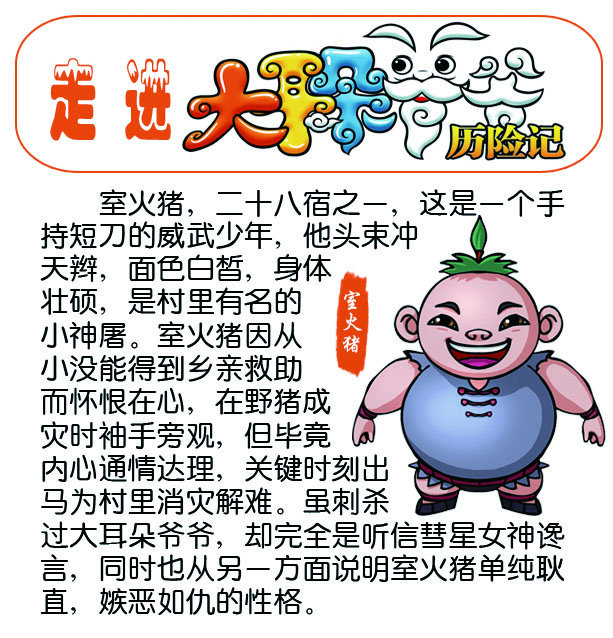 走进大耳朵爷爷历险记
室火猪，二十八宿之一，这是一个手
持短刀的威武少年，他头束冲
天辫，面色白皙，身体
壮硕，是村里有名的
小神屠。室火猪因从
小没能得到乡亲救助
而怀恨在心，在野猪成
灾时袖手旁观，但毕竟
内心通情达理，关键时刻出
马为村里消灾解难。虽刺杀
过大耳朵爷爷，却完全是听信彗星女神谗
言，同时也从另一方面说明室火猪单纯耿
直，嫉恶如仇的性格。
室火猪